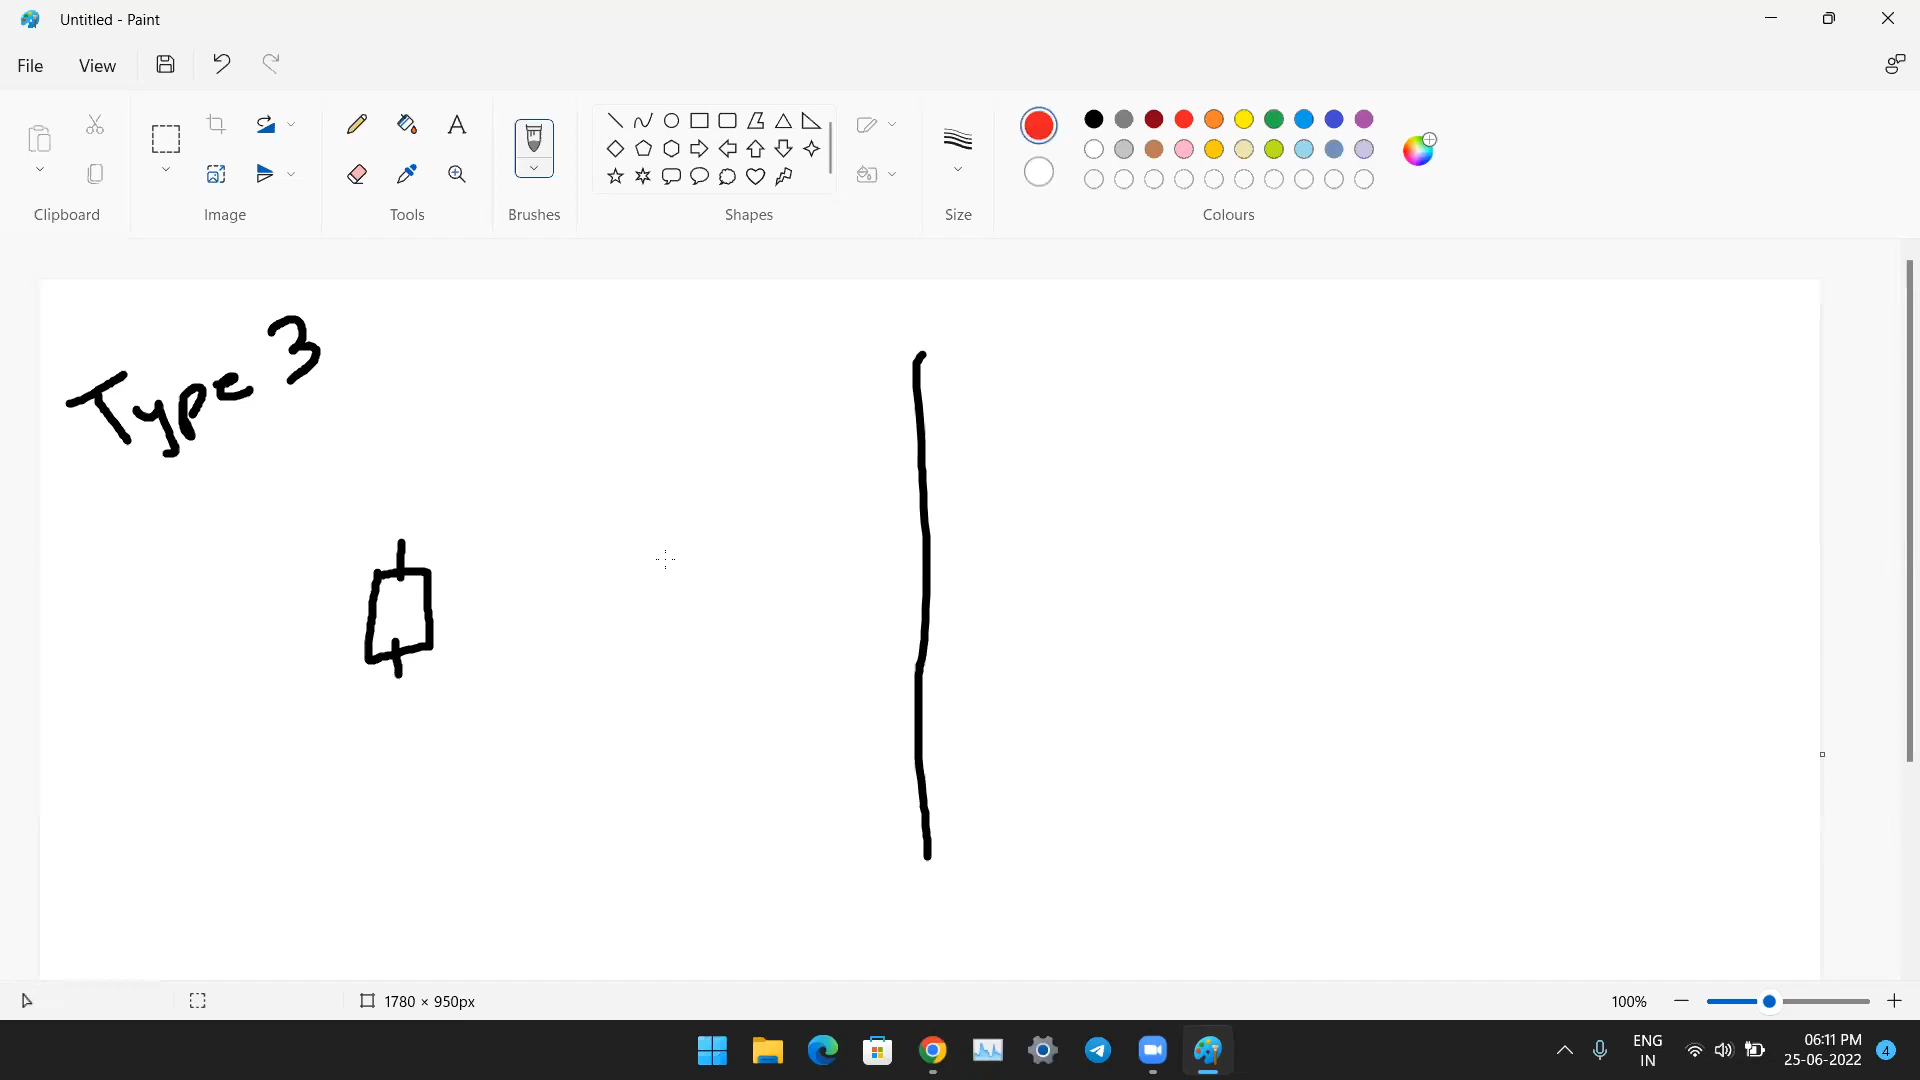 Untitled - Paint
File View
Clipboard
Image
Tools
Brushes
Shapes
Size
Colours
Type 3
1780 × 950px
100%
ENG
IN
06:11 PM
25-06-2022
4